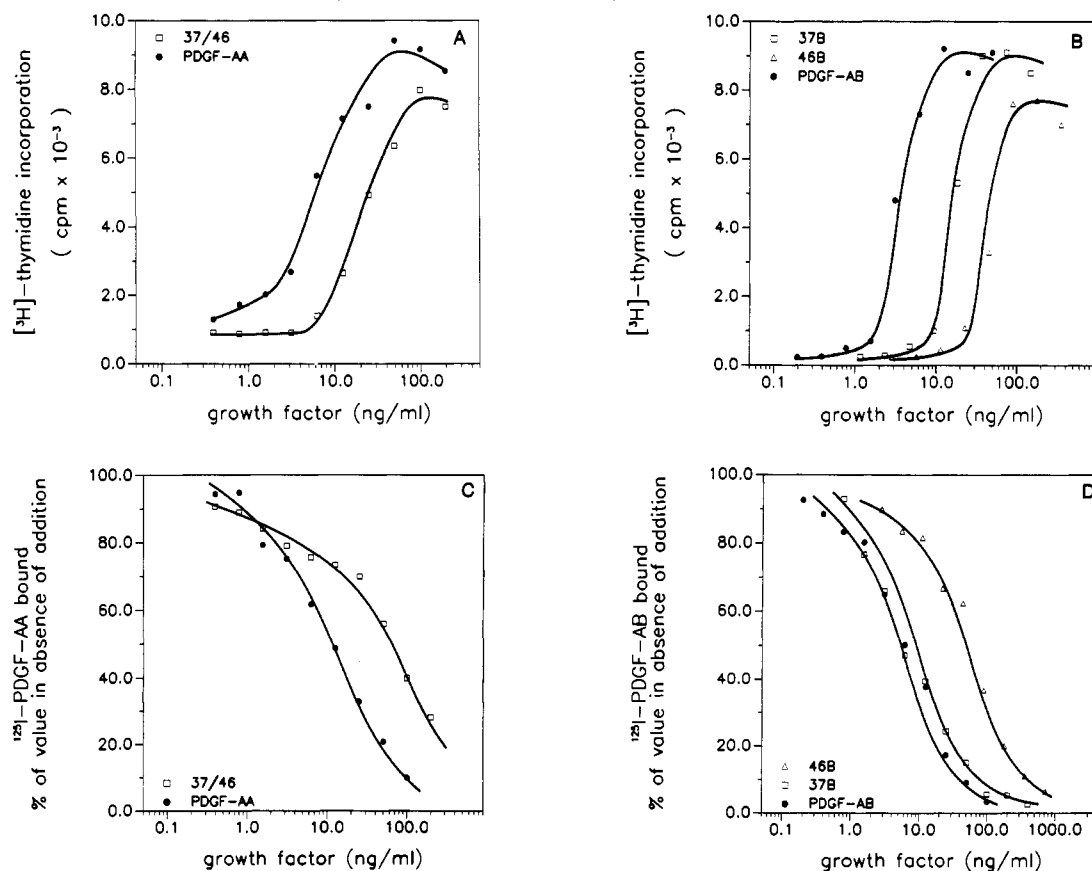 A
10.0
8.0
6.0
4.0
2.0
0.0
□ 37/46
● PDGF-AA
[³H]-thymidine incorporation
( cpm x 10⁻³ )
0.1 1.0 10.0 100.0
growth factor (ng/ml)
B
10.0
8.0
6.0
4.0
2.0
0.0
□ 37B
△ 46B
● PDGF-AB
[³H]-thymidine incorporation
( cpm x 10⁻³ )
0.1 1.0 10.0 100.0
growth factor (ng/ml)
C
100.0
80.0
60.0
40.0
20.0
0.0
□ 37/46
● PDGF-AA
¹²⁵I-PDGF-AA bound
% of value in absence of addition
0.1 1.0 10.0 100.0
growth factor (ng/ml)
D
100.0
80.0
60.0
40.0
20.0
0.0
△ 46B
□ 37B
● PDGF-AB
¹²⁵I-PDGF-AB bound
% of value in absence of addition
0.1 1.0 10.0 100.0 1000.0
growth factor (ng/ml)